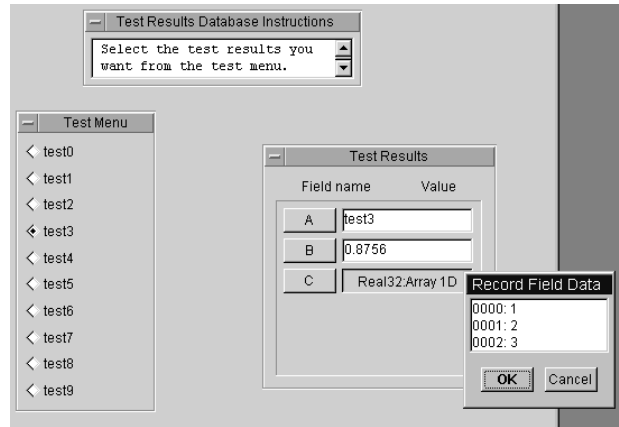 Test Results Database Instructions
Select the test results you
want from the test menu.
Test Menu
test0
test1
test2
test3
test4
test5
test6
test7
test8
test9
Test Results
Field name Value
A test3
B 0.8756
C Real32:Array 1D
Record Field Data
0000: 1
0001: 2
0002: 3
OK Cancel